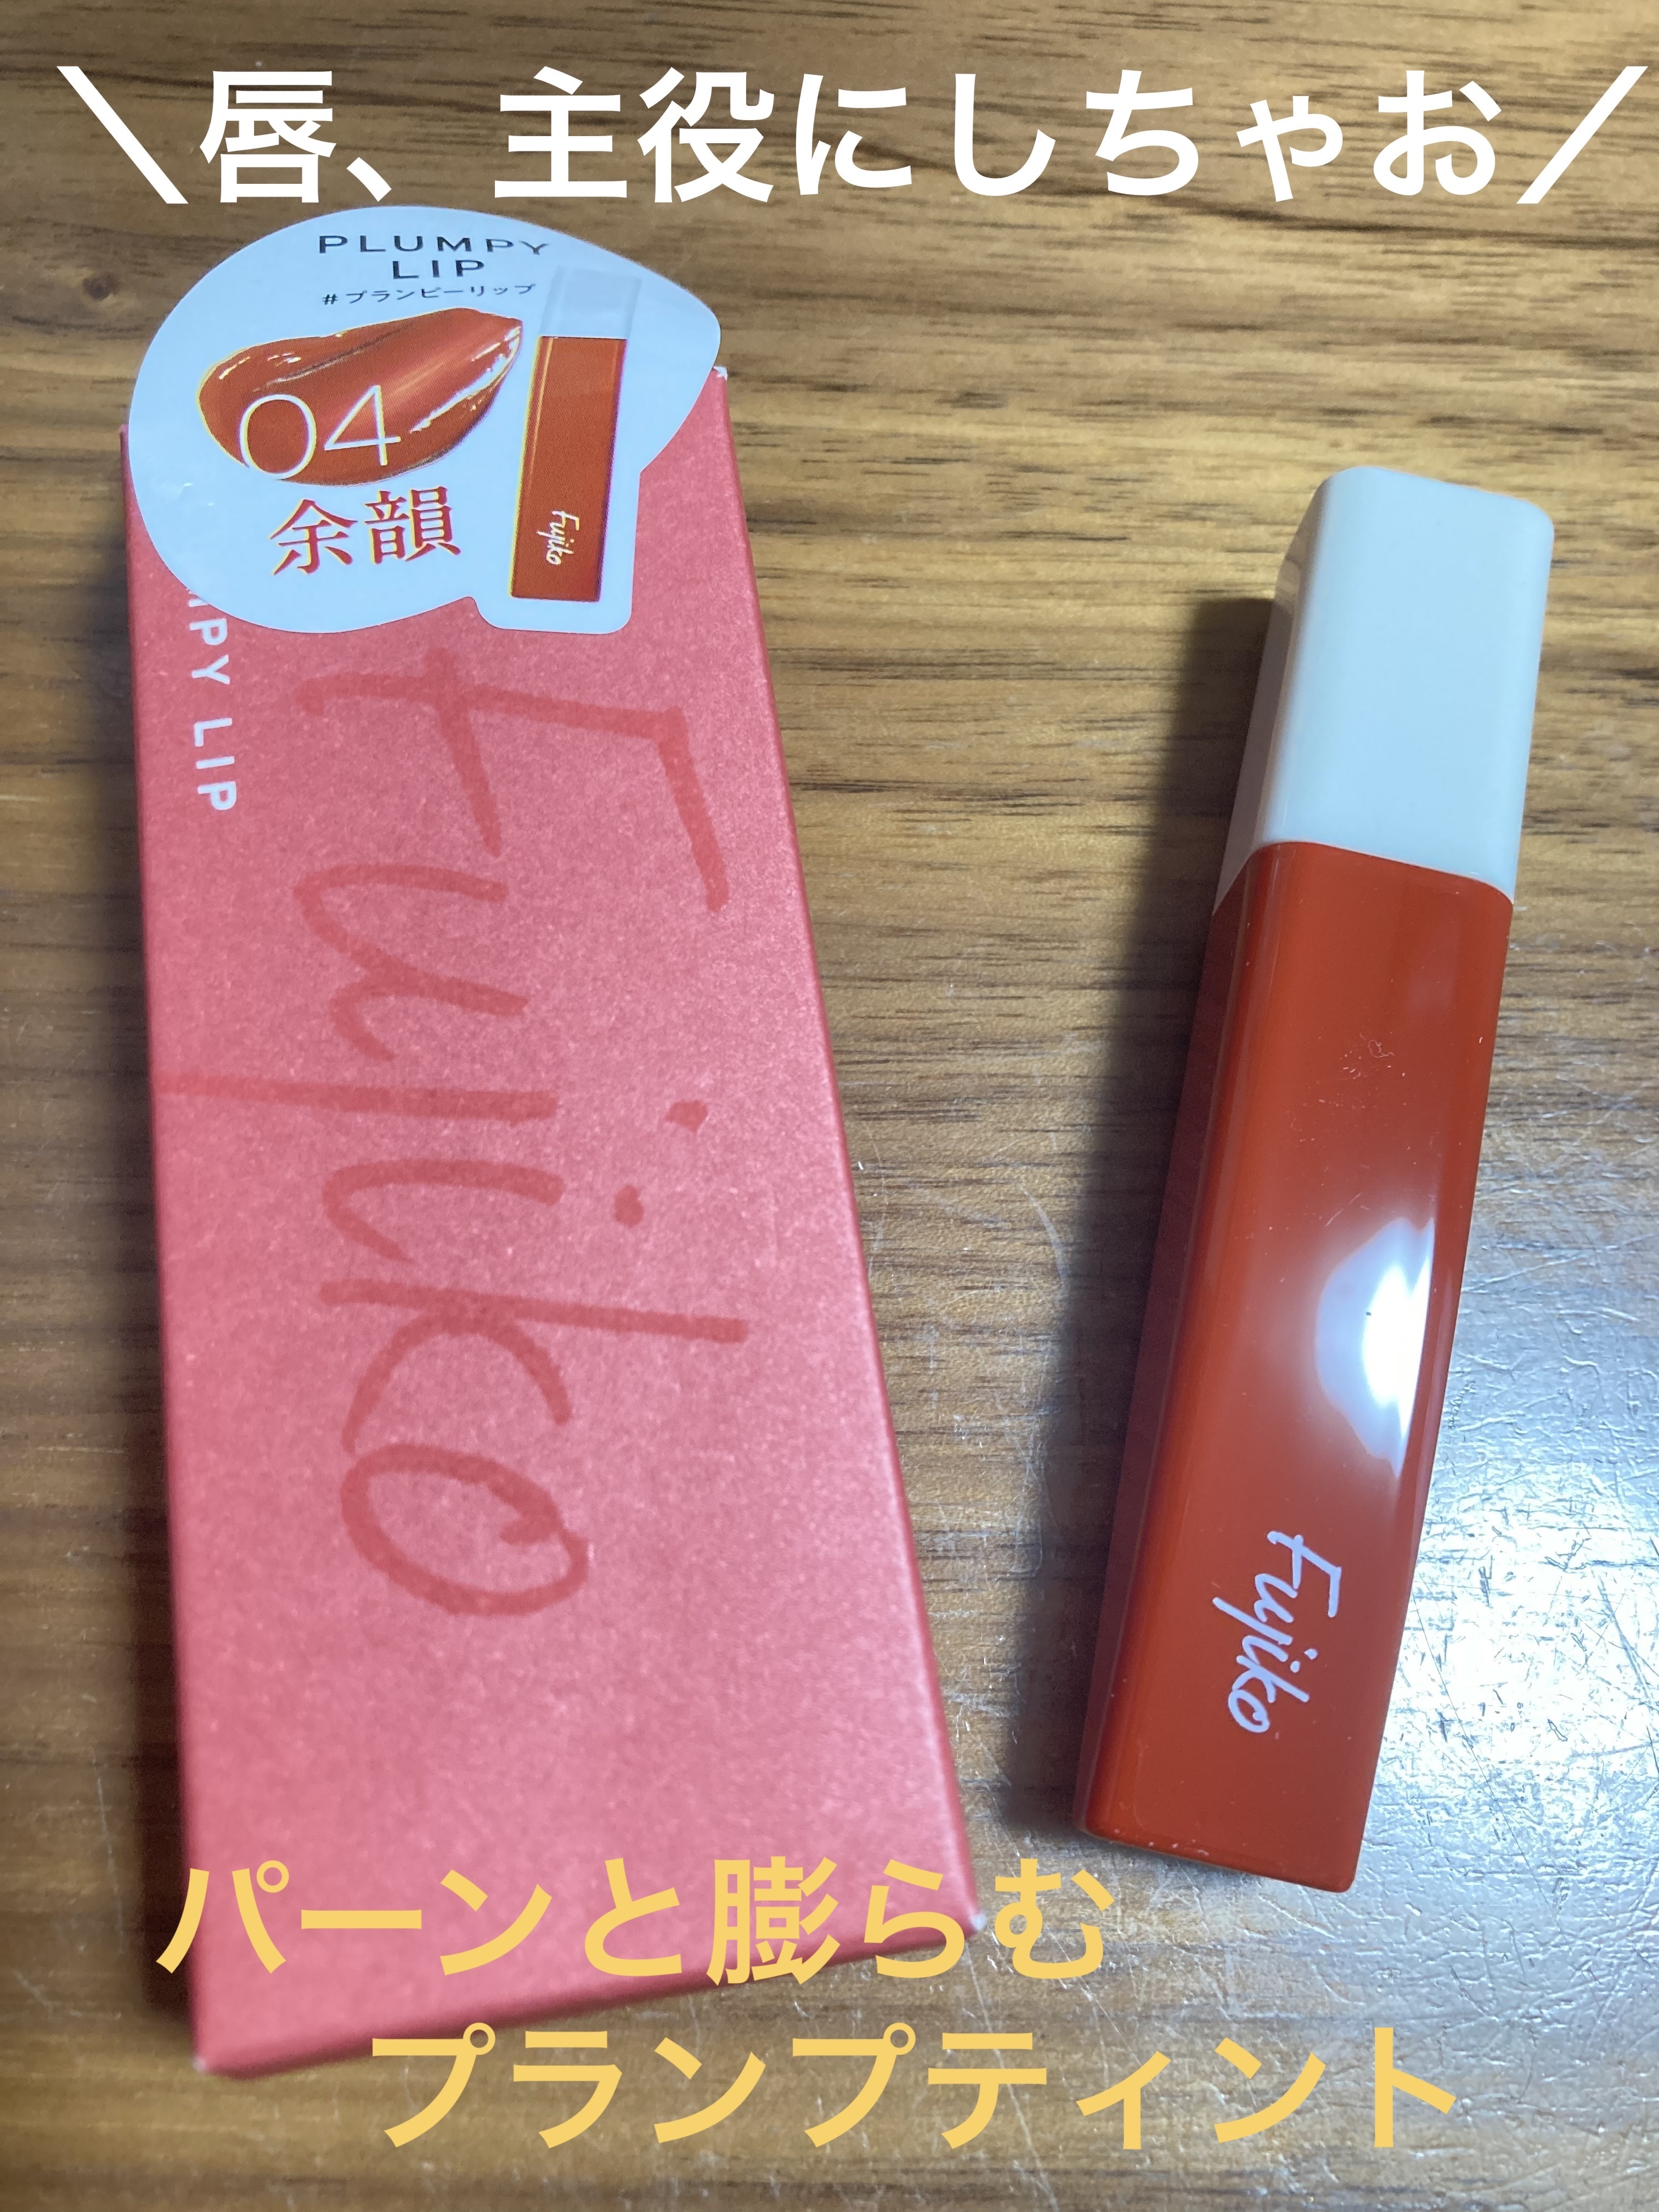 ＼唇、主役にしちゃお／
PLUMPY
LIP
#プランピーリップ
04
余韻
Fujiko
MPY LIP
Fujiko
Fujiko
パーンと膨らむ
プランプティント